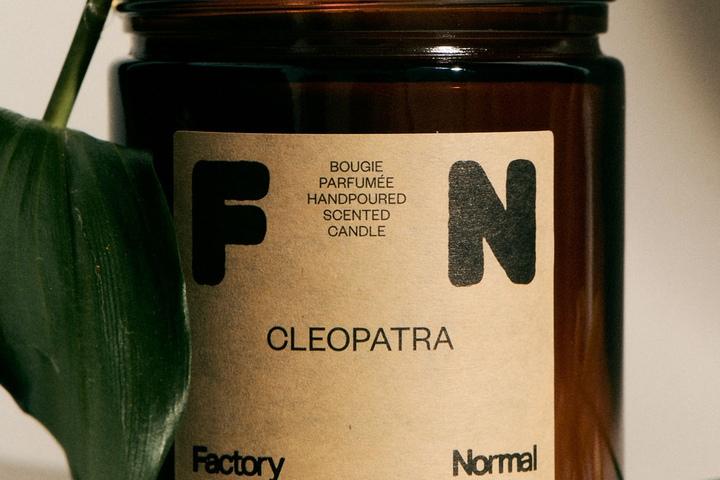 F N
BOUGIE
PARFUMÉE
HANDPOURED
SCENTED
CANDLE
CLEOPATRA
Factory Normal